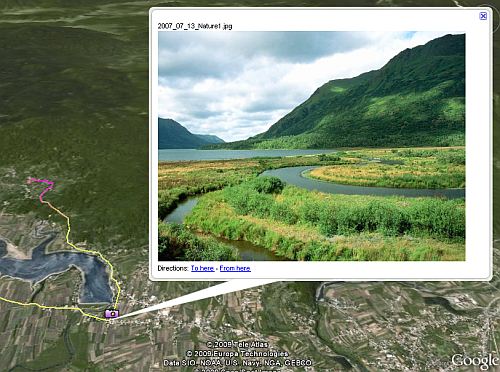 2007_07_13_Nature1.jpg
Directions: To here - From here
© 2009 Tele Atlas
© 2009 Europa Technologies
Data SIO, NOAA, U.S. Navy, NGA, GEBCO
Google